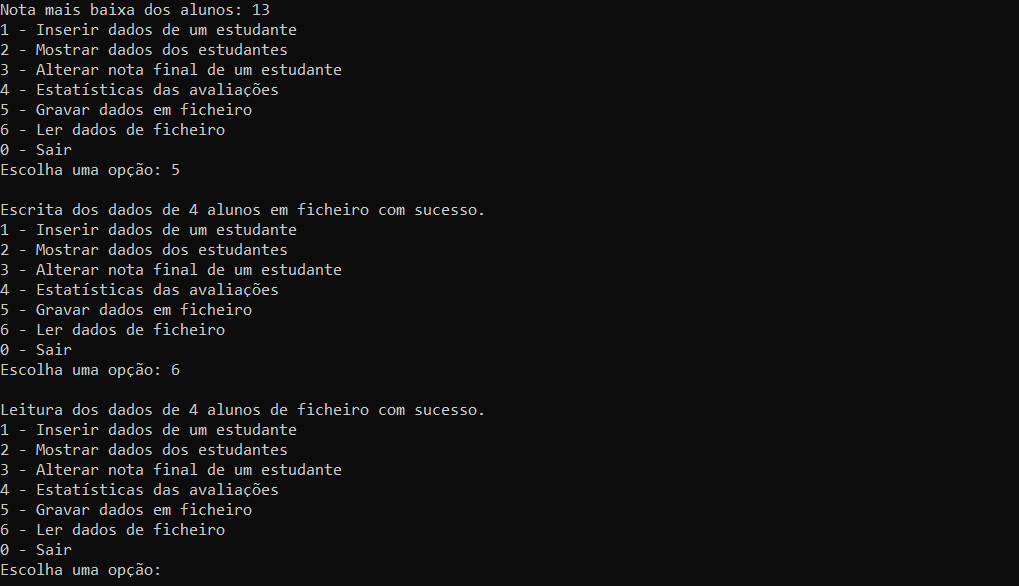 Nota mais baixa dos alunos: 13
1 - Inserir dados de um estudante
2 - Mostrar dados dos estudantes
3 - Alterar nota final de um estudante
4 - Estatísticas das avaliações
5 - Gravar dados em ficheiro
6 - Ler dados de ficheiro
0 - Sair
Escolha uma opção: 5

Escrita dos dados de 4 alunos em ficheiro com sucesso.
1 - Inserir dados de um estudante
2 - Mostrar dados dos estudantes
3 - Alterar nota final de um estudante
4 - Estatísticas das avaliações
5 - Gravar dados em ficheiro
6 - Ler dados de ficheiro
0 - Sair
Escolha uma opção: 6

Leitura dos dados de 4 alunos de ficheiro com sucesso.
1 - Inserir dados de um estudante
2 - Mostrar dados dos estudantes
3 - Alterar nota final de um estudante
4 - Estatísticas das avaliações
5 - Gravar dados em ficheiro
6 - Ler dados de ficheiro
0 - Sair
Escolha uma opção: